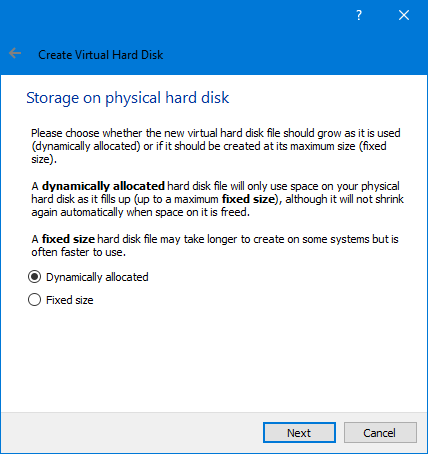 ?
Create Virtual Hard Disk
Storage on physical hard disk
Please choose whether the new virtual hard disk file should grow as it is used
(dynamically allocated) or if it should be created at its maximum size (fixed
size).
A dynamically allocated hard disk file will only use space on your physical
hard disk as it fills up (up to a maximum fixed size), although it will not shrink
again automatically when space on it is freed.
A fixed size hard disk file may take longer to create on some systems but is
often faster to use.
Dynamically allocated
Fixed size
Next
Cancel